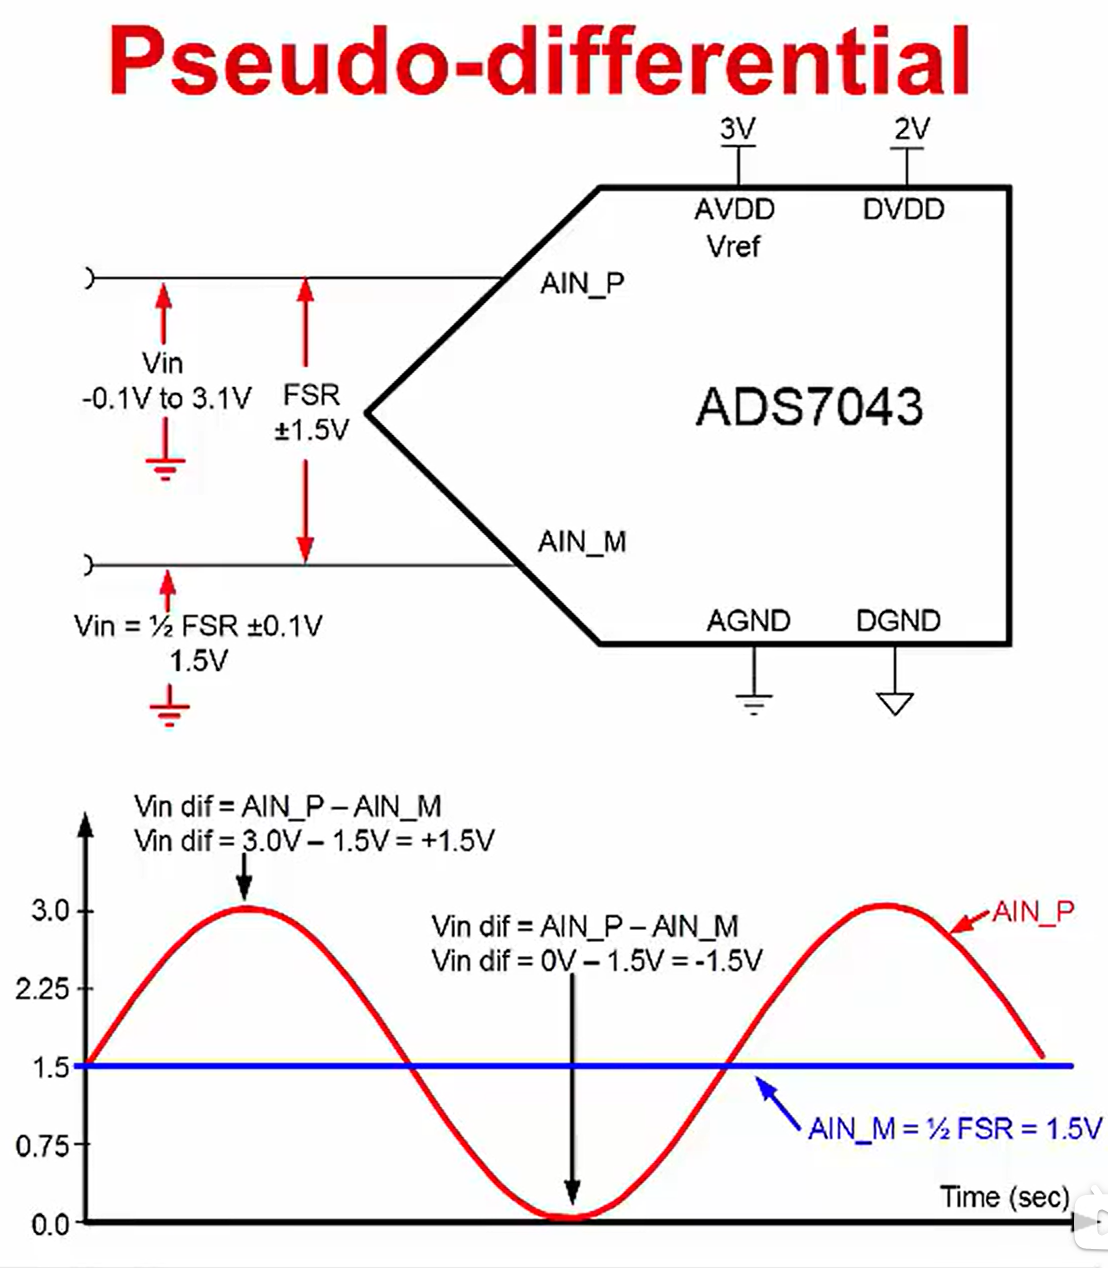 Pseudo-differential
3V
2V
AVDD
DVDD
Vref
AIN_P
Vin
-0.1V to 3.1V
FSR
±1.5V
ADS7043
AIN_M
Vin = ½ FSR ±0.1V
1.5V
AGND
DGND
Vin dif = AIN_P – AIN_M
Vin dif = 3.0V – 1.5V = +1.5V
3.0
Vin dif = AIN_P – AIN_M
Vin dif = 0V – 1.5V = -1.5V
AIN_P
2.25
1.5
AIN_M = ½ FSR = 1.5V
0.75
Time (sec)
0.0